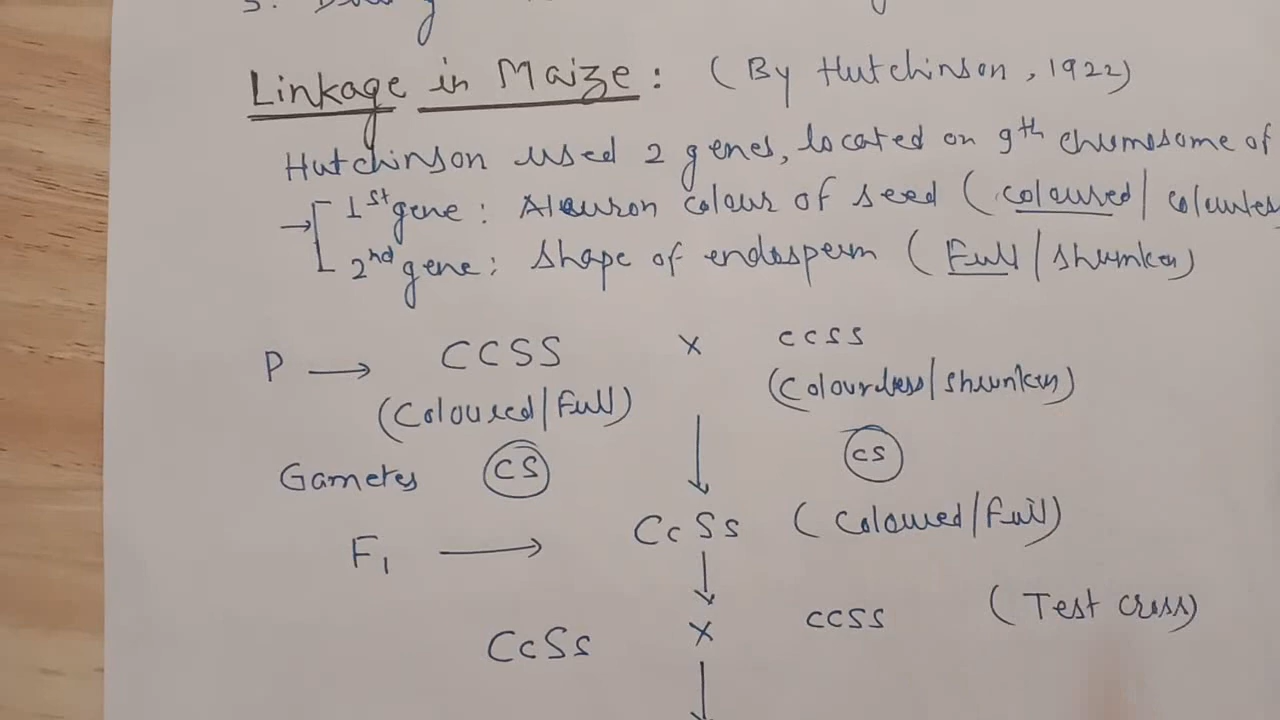 Linkage in Maize : (By Hutchinson, 1922)
Hutchinson used 2 genes, located on 9th chromosome of
→ 1st gene : Aleuron colour of seed (coloured/
2nd gene : Shape of endosperm (Full/shrunken)
P → CCSS x ccss
(Coloured/Full) (Colourless/Shrunken)
Gametes CS cs
F1 → CcSs (Coloured/Full)
CcSs x ccss (Test cross)